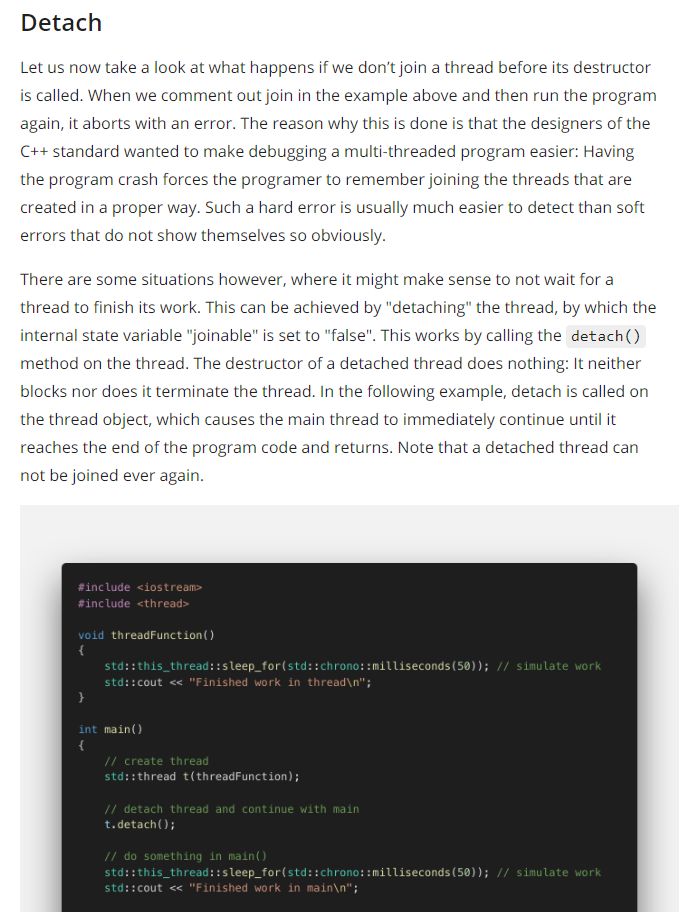 Detach
Let us now take a look at what happens if we don’t join a thread before its destructor
is called. When we comment out join in the example above and then run the program
again, it aborts with an error. The reason why this is done is that the designers of the
C++ standard wanted to make debugging a multi-threaded program easier: Having
the program crash forces the programer to remember joining the threads that are
created in a proper way. Such a hard error is usually much easier to detect than soft
errors that do not show themselves so obviously.
There are some situations however, where it might make sense to not wait for a
thread to finish its work. This can be achieved by "detaching" the thread, by which the
internal state variable "joinable" is set to "false". This works by calling the detach()
method on the thread. The destructor of a detached thread does nothing: It neither
blocks nor does it terminate the thread. In the following example, detach is called on
the thread object, which causes the main thread to immediately continue until it
reaches the end of the program code and returns. Note that a detached thread can
not be joined ever again.
#include <iostream>
#include <thread>
void threadFunction()
{
    std::this_thread::sleep_for(std::chrono::milliseconds(50)); // simulate work
    std::cout << "Finished work in thread\n";
}
int main()
{
    // create thread
    std::thread t(threadFunction);
    // detach thread and continue with main
    t.detach();
    // do something in main()
    std::this_thread::sleep_for(std::chrono::milliseconds(50)); // simulate work
    std::cout << "Finished work in main\n";